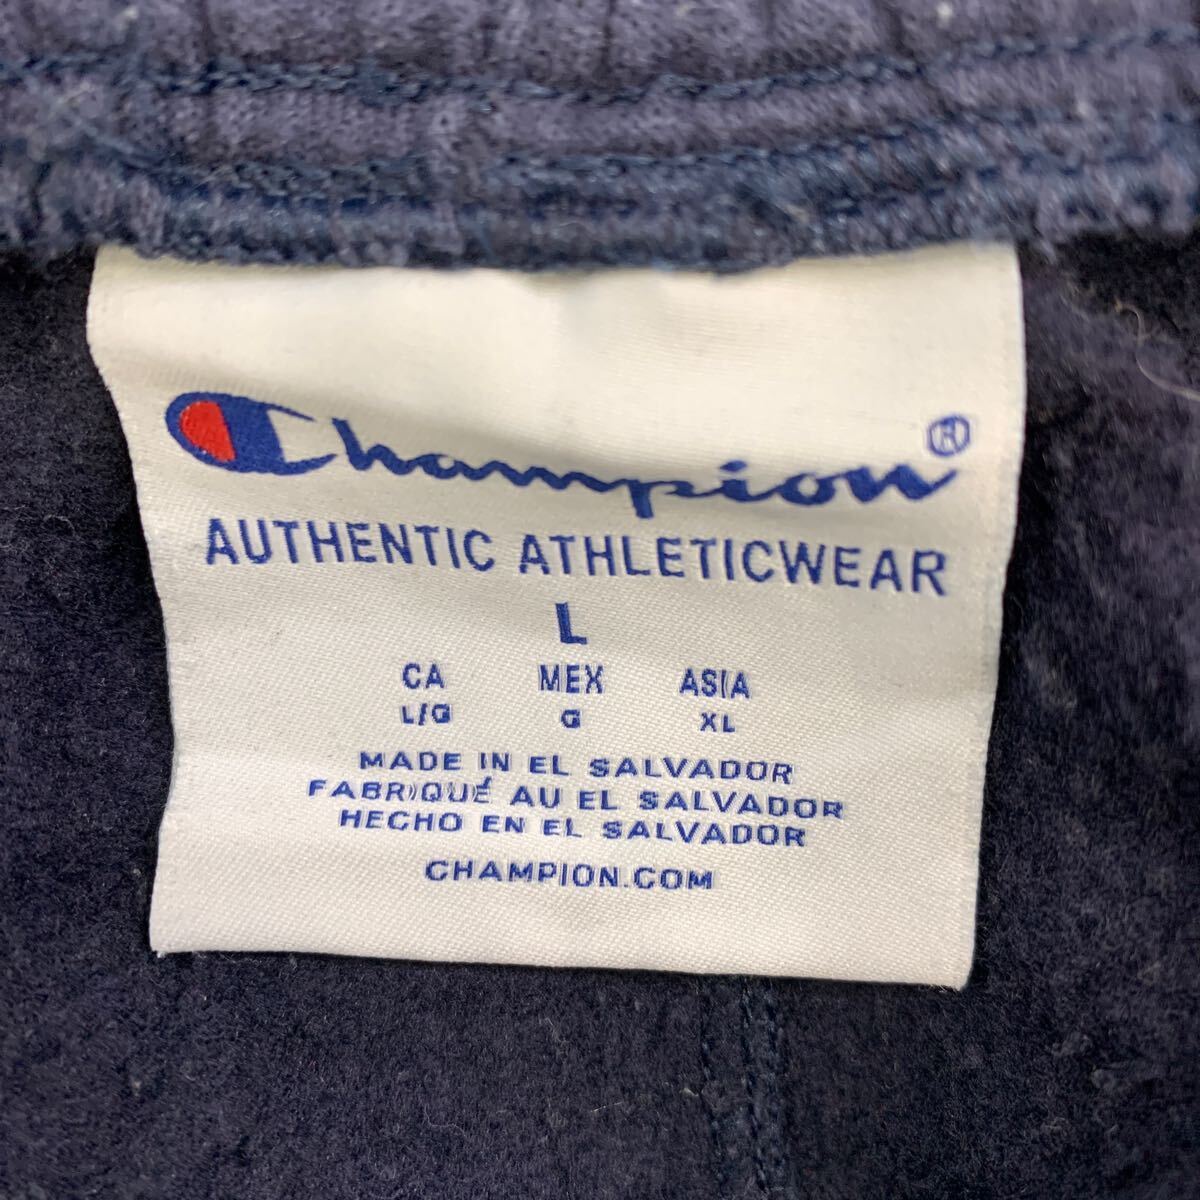 Champion®
AUTHENTIC ATHLETICWEAR
L
CA MEX ASIA
L/G G XL
MADE IN EL SALVADOR
FABRIQUÉ AU EL SALVADOR
HECHO EN EL SALVADOR
CHAMPION.COM